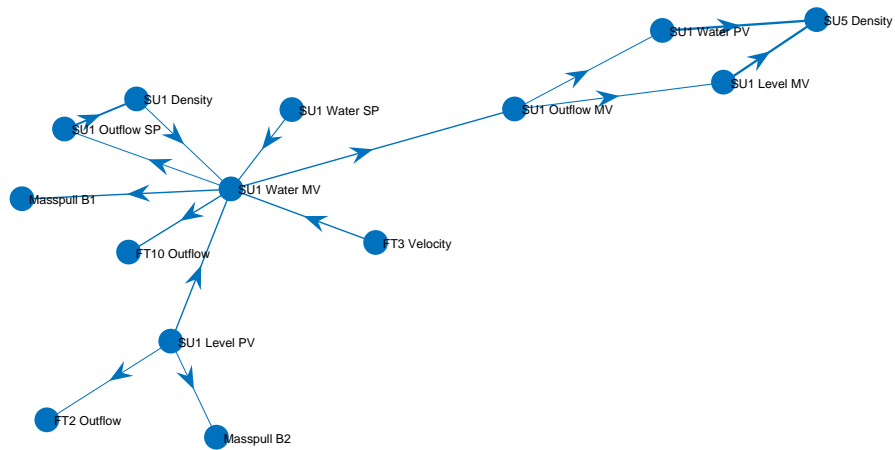 SU5 Density
SU1 Water PV
SU1 Level MV
SU1 Density
SU1 Outflow MV
SU1 Water SP
SU1 Outflow SP
SU1 Water MV
Masspull B1
FT3 Velocity
FT10 Outflow
SU1 Level PV
FT2 Outflow
Masspull B2